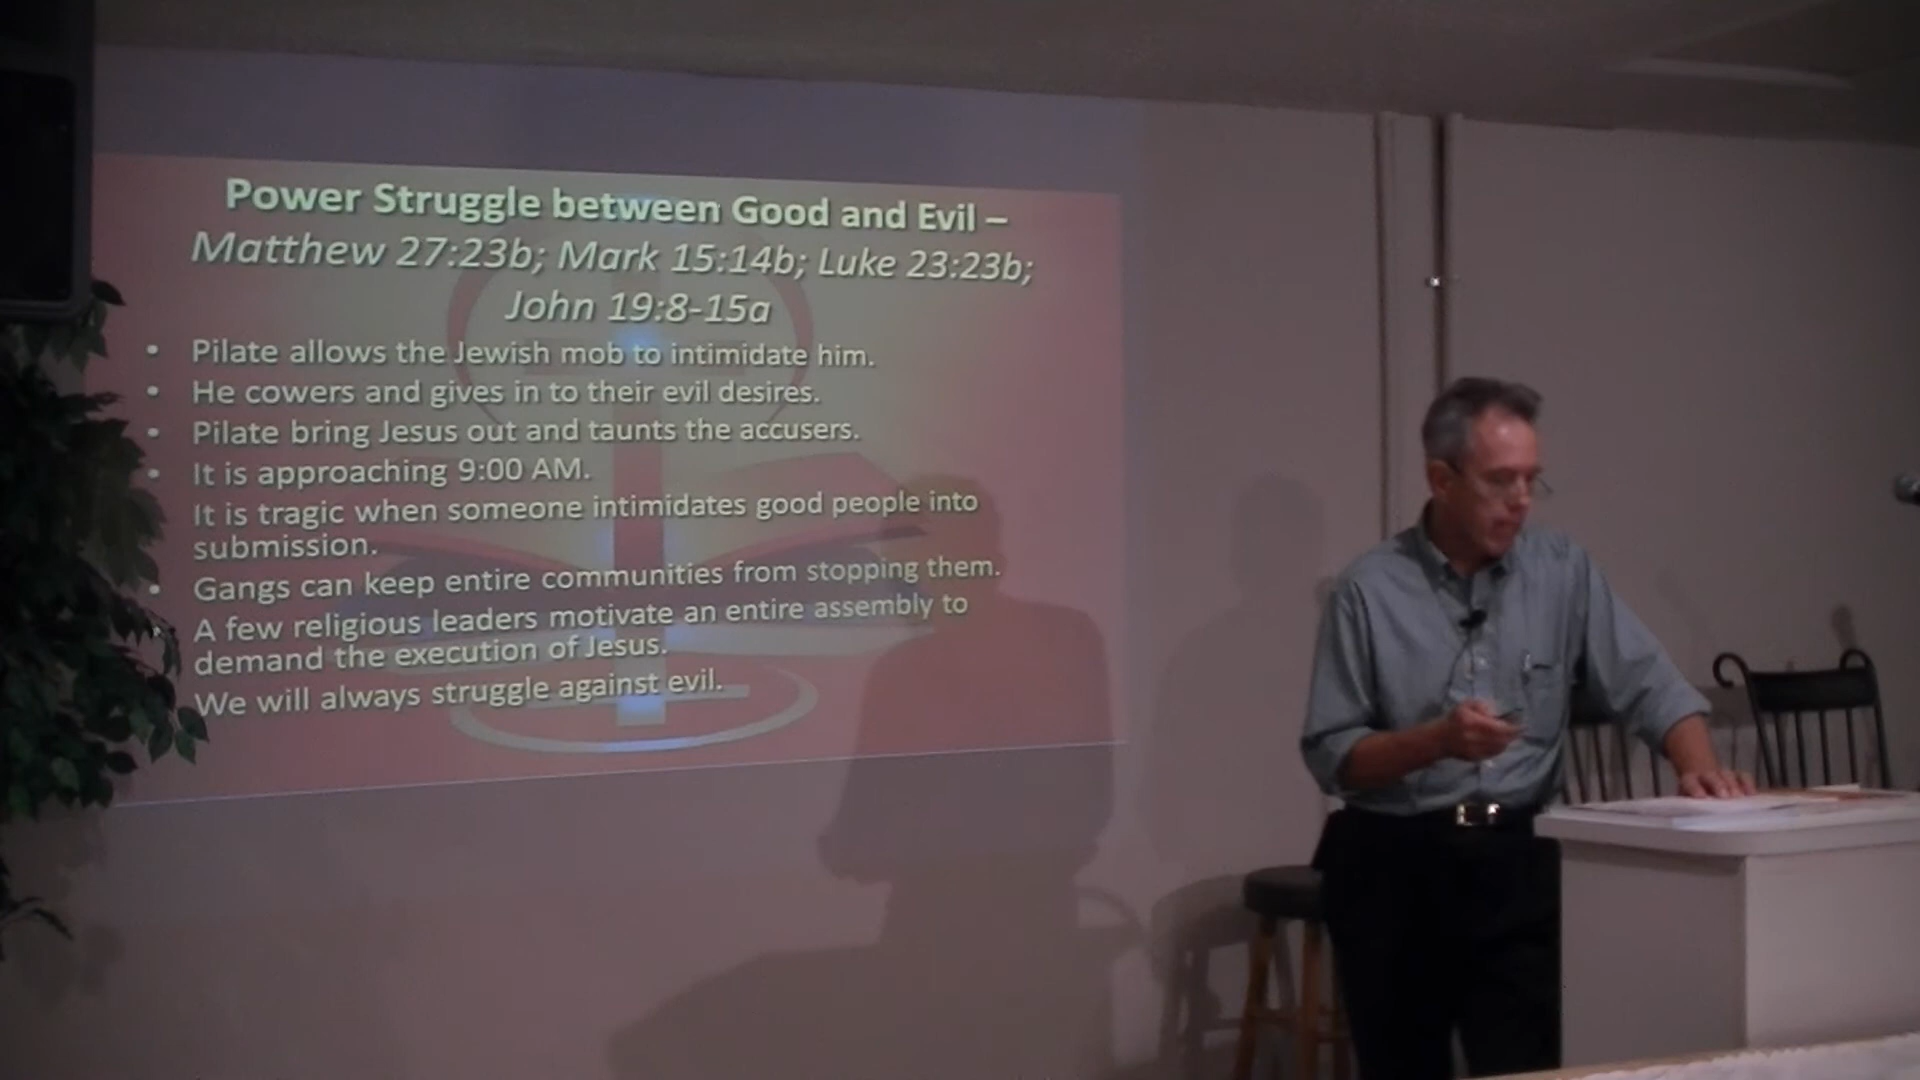 Power Struggle between Good and Evil –
Matthew 27:23b; Mark 15:14b; Luke 23:23b;
John 19:8-15a
• Pilate allows the Jewish mob to intimidate him.
• He cowers and gives in to their evil desires.
• Pilate bring Jesus out and taunts the accusers.
• It is approaching 9:00 AM.
It is tragic when someone intimidates good people into
submission.
• Gangs can keep entire communities from stopping them.
• A few religious leaders motivate an entire assembly to
demand the execution of Jesus.
We will always struggle against evil.